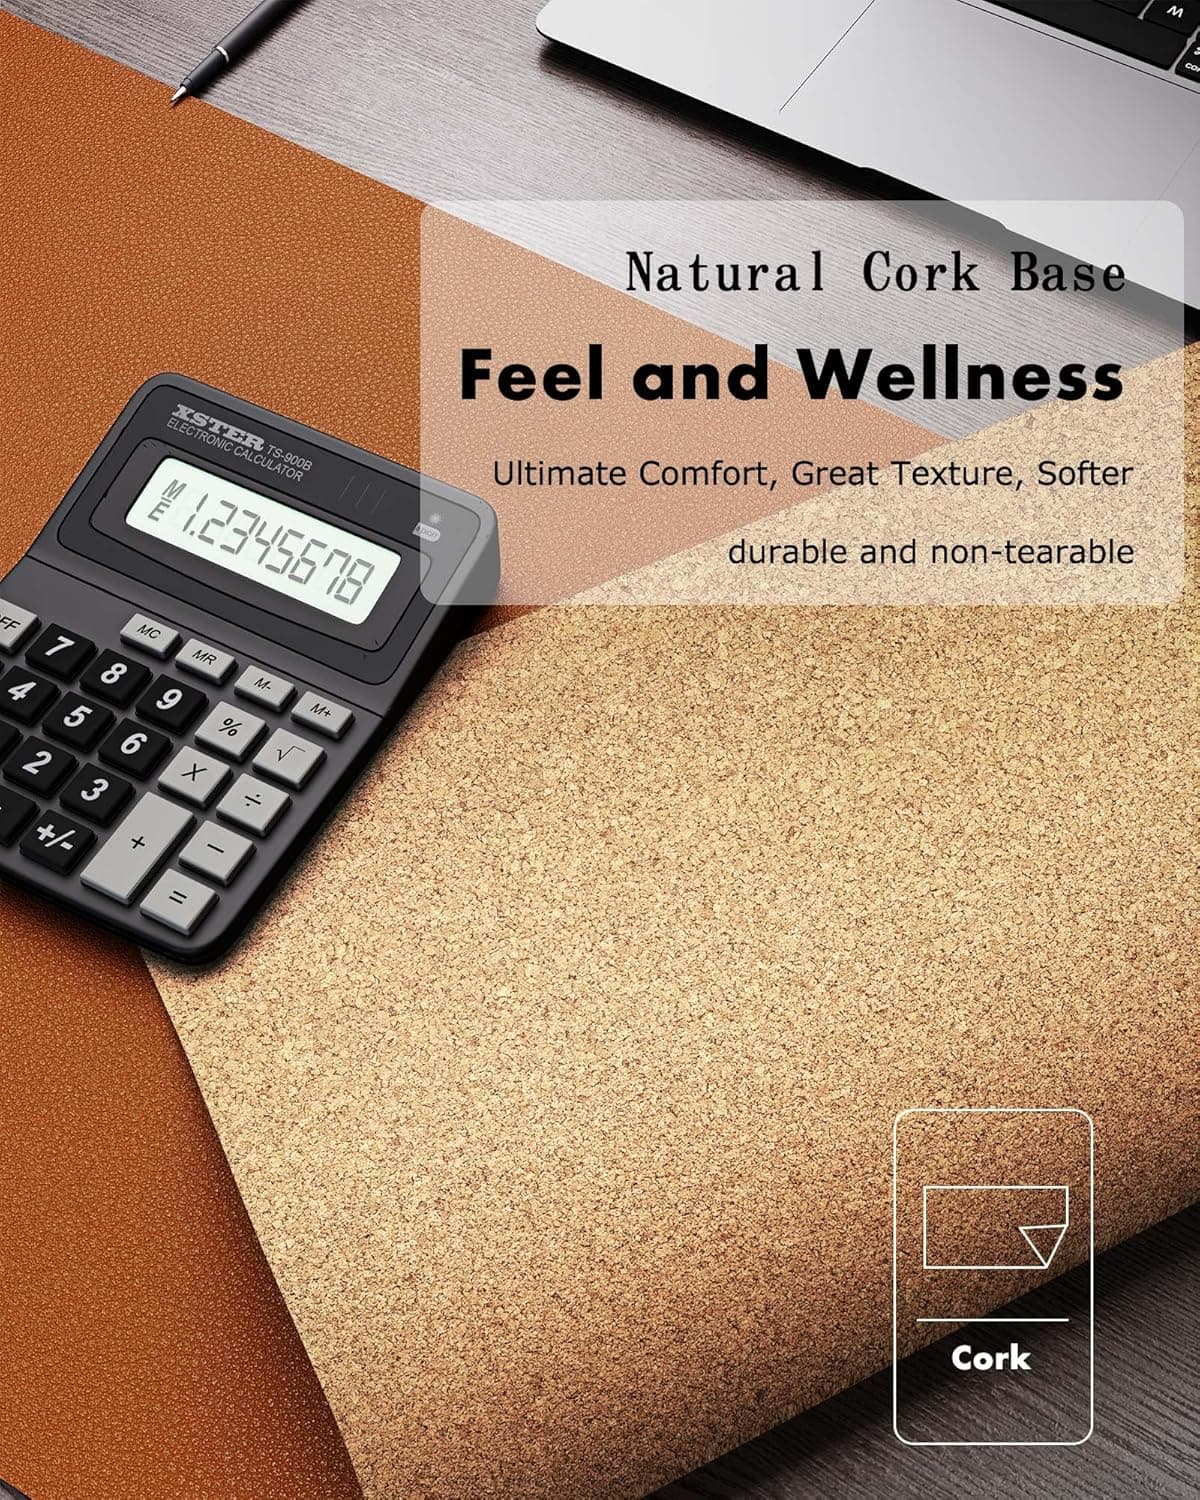 W
Natural Cork Base
Feel and Wellness
Ultimate Comfort, Great Texture, Softer
durable and non-tearable
XSTER TS-900B
ELECTRONIC CALCULATOR
M
E 1.2345678
MC MR M- M+
7 8 9 % √
4 5 6 X ÷
2 3 + −
+/- =
Cork